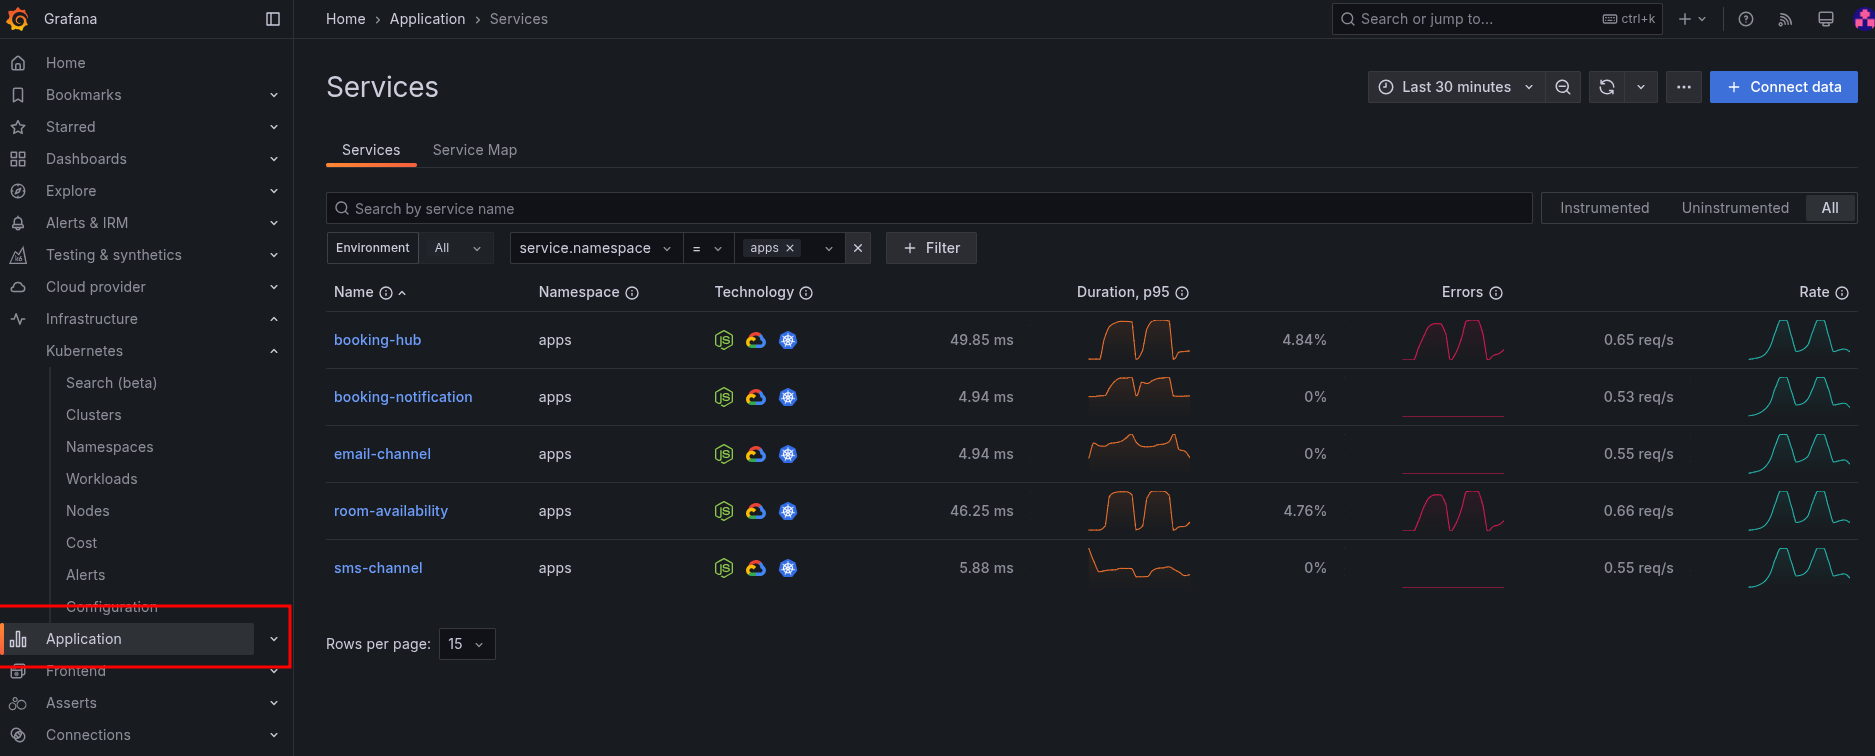 Grafana
Home › Application › Services
Search or jump to...
ctrl+k
Home
Bookmarks
Starred
Dashboards
Explore
Alerts & IRM
Testing & synthetics
Cloud provider
Infrastructure
Kubernetes
Search (beta)
Clusters
Namespaces
Workloads
Nodes
Cost
Alerts
Configuration
Application
Frontend
Asserts
Connections
Services
Last 30 minutes
Connect data
Services Service Map
Search by service name
Instrumented Uninstrumented All
Environment All service.namespace = apps Filter
Name Namespace Technology Duration, p95 Errors Rate
booking-hub apps 49.85 ms 4.84% 0.65 req/s
booking-notification apps 4.94 ms 0% 0.53 req/s
email-channel apps 4.94 ms 0% 0.55 req/s
room-availability apps 46.25 ms 4.76% 0.66 req/s
sms-channel apps 5.88 ms 0% 0.55 req/s
Rows per page: 15